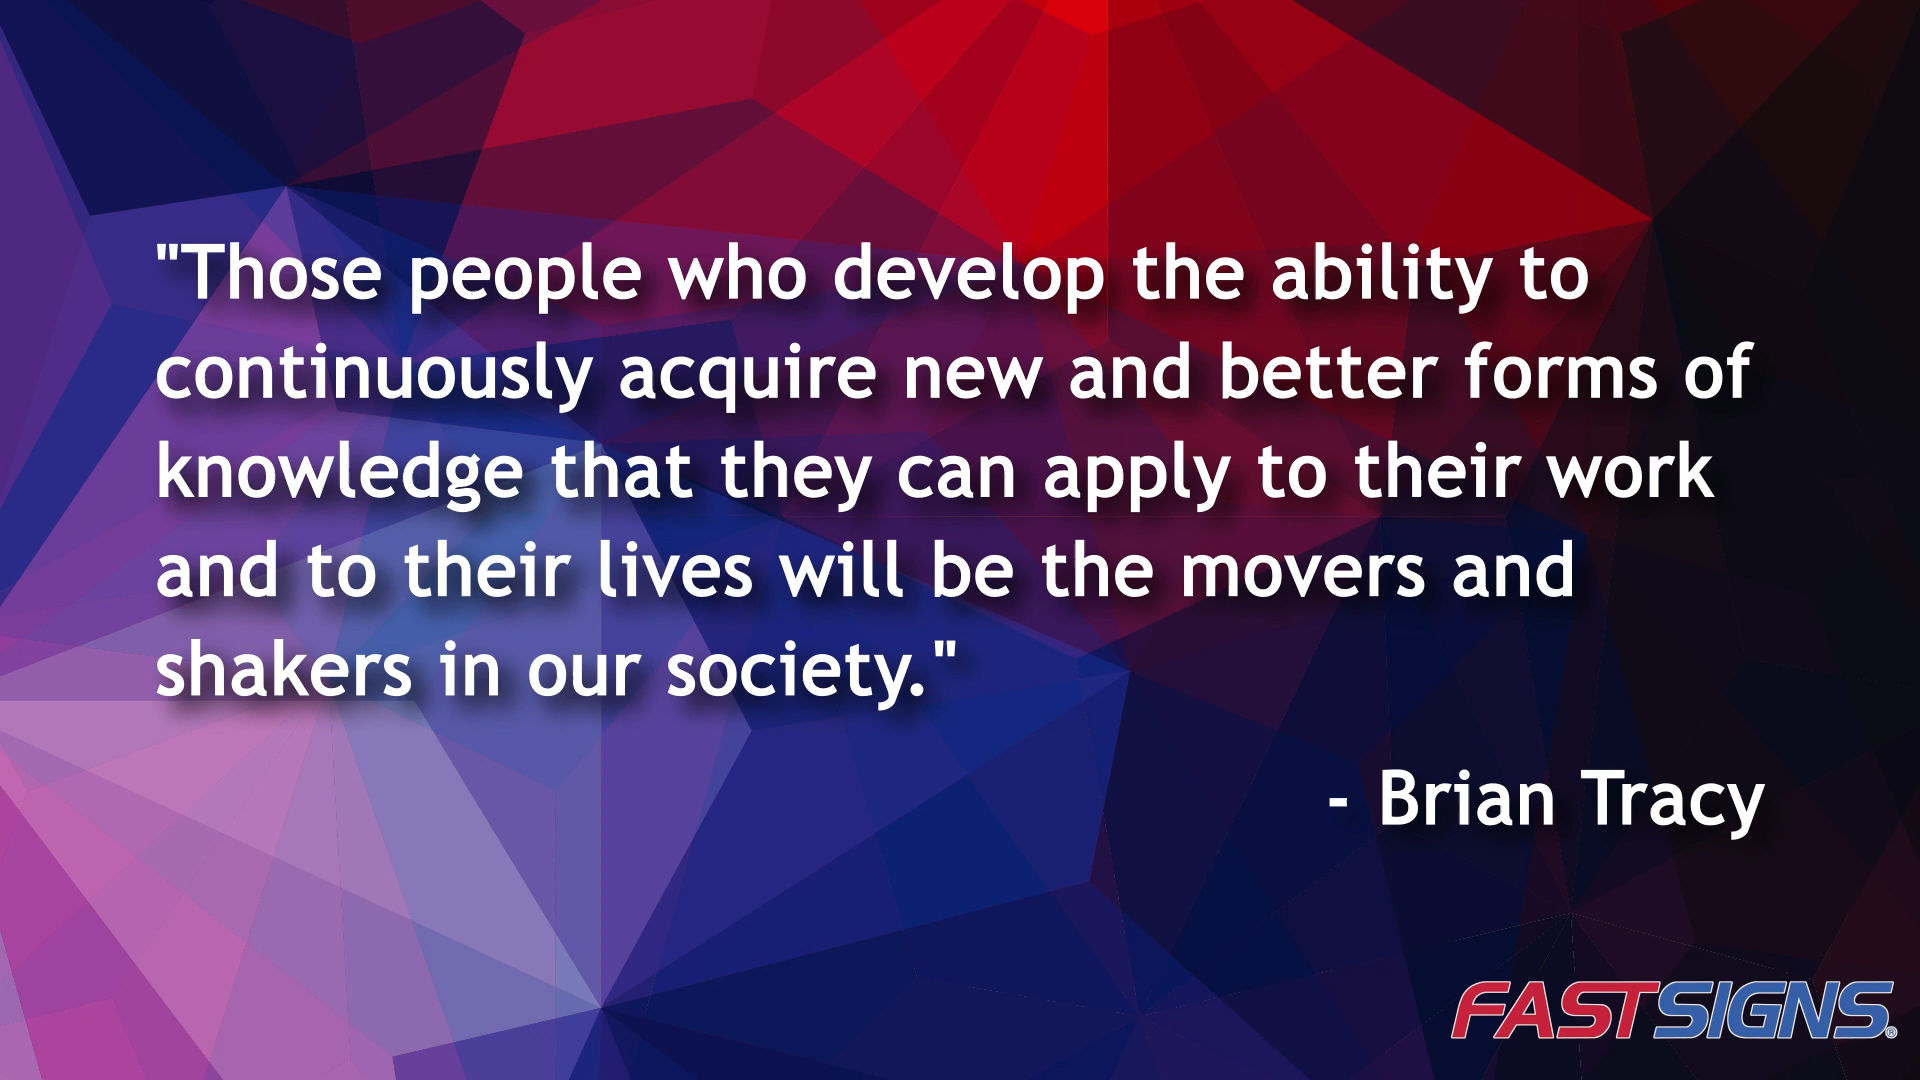 "Those people who develop the ability to
continuously acquire new and better forms of
knowledge that they can apply to their work
and to their lives will be the movers and
shakers in our society."
- Brian Tracy
FASTSIGNS®